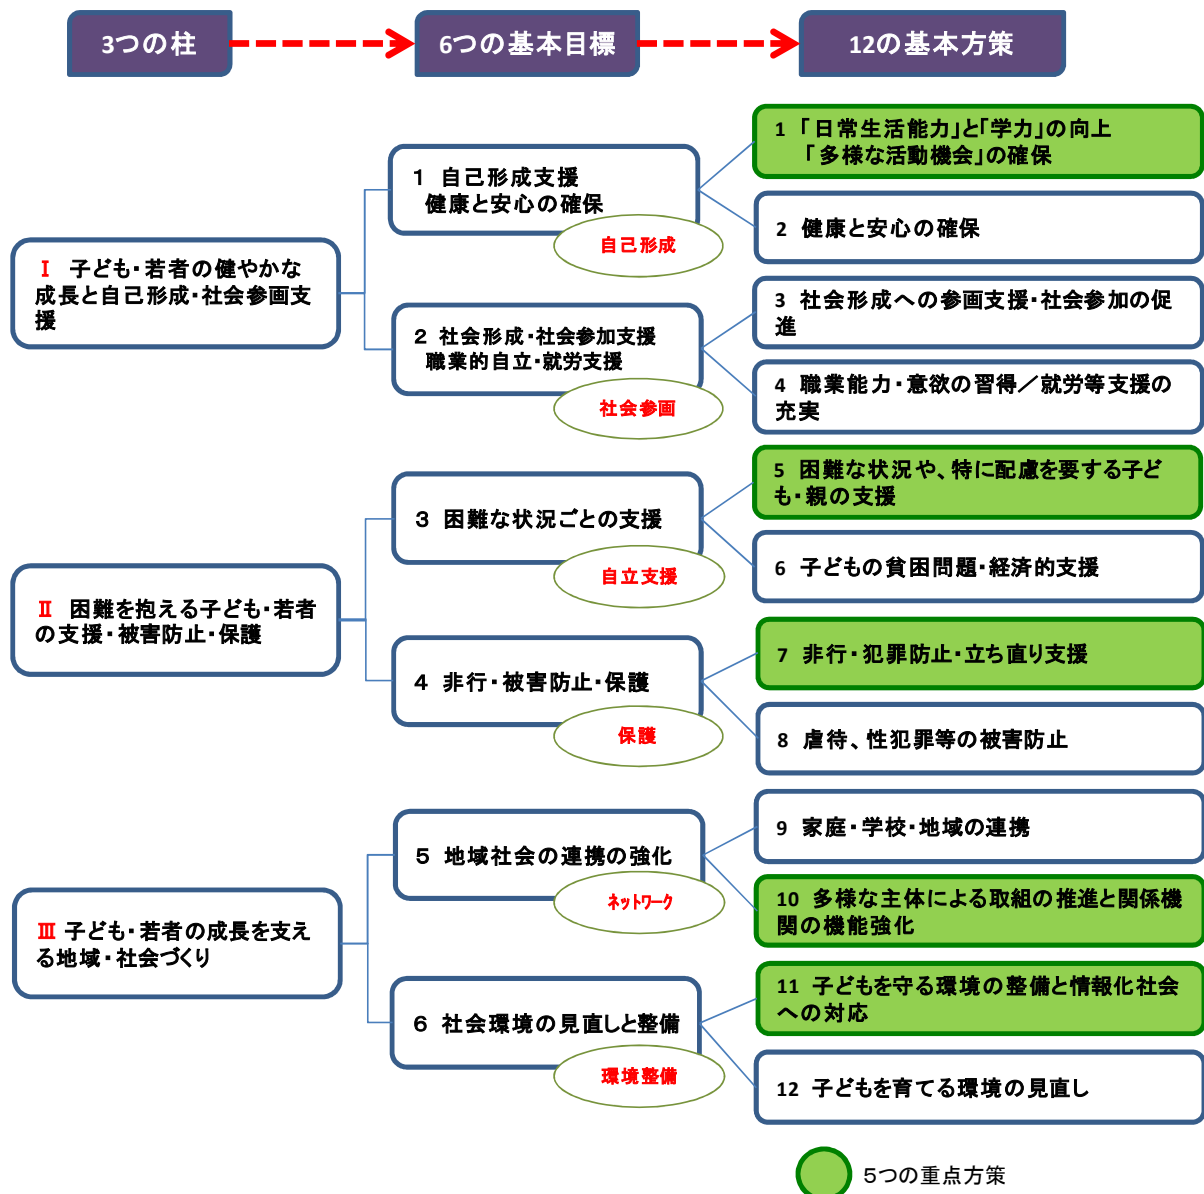 3つの柱
6つの基本目標
12の基本方策
Ⅰ 子ども・若者の健やかな
成長と自己形成・社会参画支
援
1 自己形成支援
健康と安心の確保
自己形成
1 「日常生活能力」と「学力」の向上
「多様な活動機会」の確保
2 健康と安心の確保
2 社会形成・社会参加支援
職業的自立・就労支援
社会参画
3 社会形成への参画支援・社会参加の促
進
4 職業能力・意欲の習得／就労等支援の
充実
Ⅱ 困難を抱える子ども・若者
の支援・被害防止・保護
3 困難な状況ごとの支援
自立支援
5 困難な状況や、特に配慮を要する子ど
も・親の支援
6 子どもの貧困問題・経済的支援
4 非行・被害防止・保護
保護
7 非行・犯罪防止・立ち直り支援
8 虐待、性犯罪等の被害防止
Ⅲ 子ども・若者の成長を支え
る地域・社会づくり
5 地域社会の連携の強化
ﾈｯﾄﾜｰｸ
9 家庭・学校・地域の連携
10 多様な主体による取組の推進と関係機
関の機能強化
6 社会環境の見直しと整備
環境整備
11 子どもを守る環境の整備と情報化社会
への対応
12 子どもを育てる環境の見直し
5つの重点方策